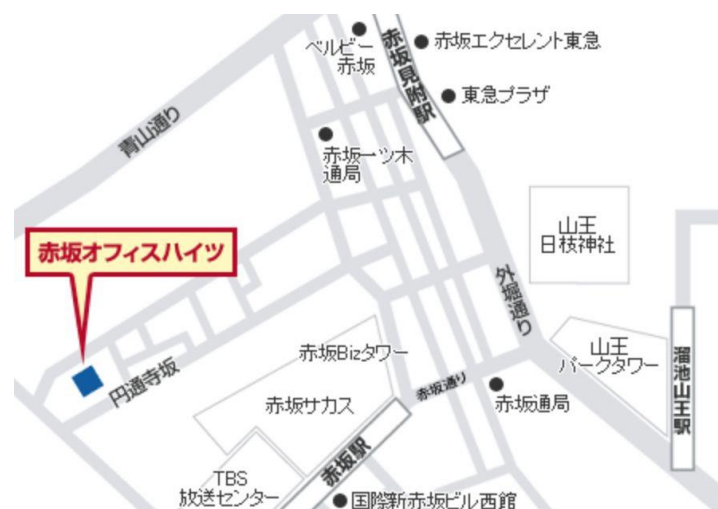 ベルビー
赤坂
赤坂見附駅
赤坂エクセレント東急
東急プラザ
青山通り
赤坂一ツ木
通局
山王
日枝神社
赤坂オフィスハイツ
外堀通り
赤坂Bizタワー
山王
パークタワー
溜池山王駅
円通寺坂
赤坂通り
赤坂サカス
赤坂通局
赤坂駅
TBS
放送センター
国際新赤坂ビル西館